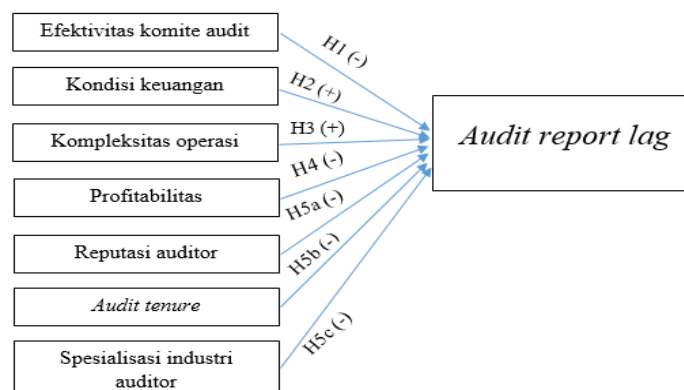 Efektivitas komite audit
H1 (-)
Kondisi keuangan
H2 (+)
Kompleksitas operasi
H3 (+)
Audit report lag
H4 (-)
Profitabilitas
H5a (-)
Reputasi auditor
H5b (-)
Audit tenure
H5c (-)
Spesialisasi industri
auditor